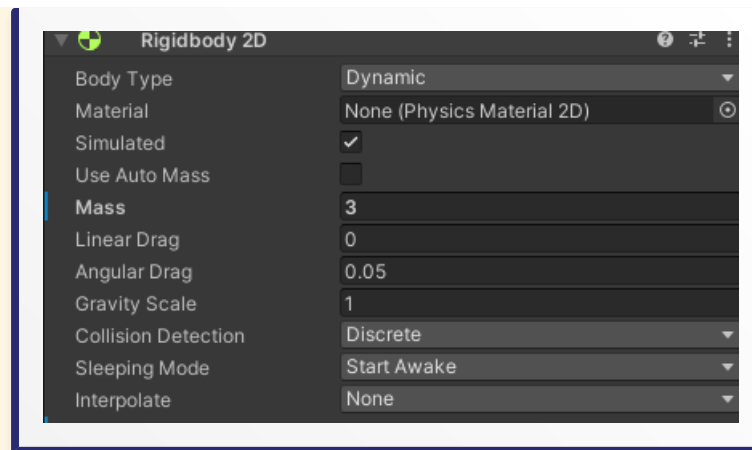 Rigidbody 2D
Body Type Dynamic
Material None (Physics Material 2D)
Simulated
Use Auto Mass
Mass 3
Linear Drag 0
Angular Drag 0.05
Gravity Scale 1
Collision Detection Discrete
Sleeping Mode Start Awake
Interpolate None